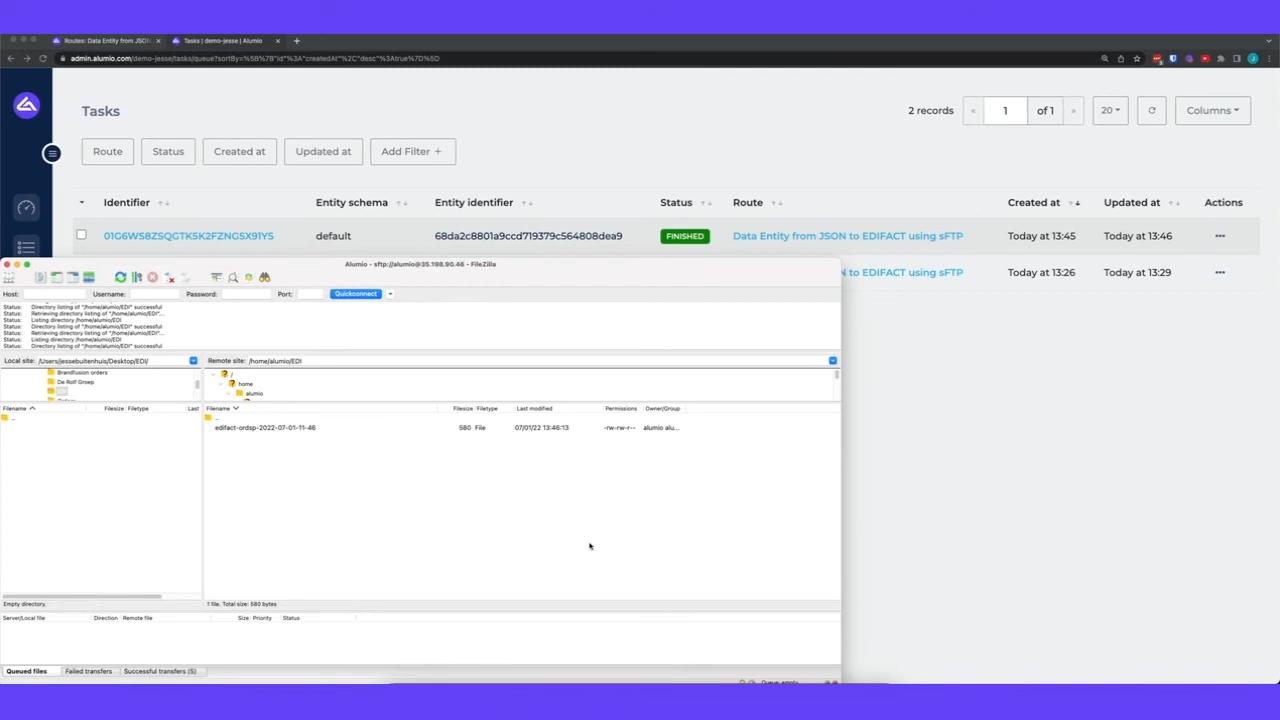 Routes: Data Entity from JSON
Tasks | demo-jesse | Alumio
admin.alumio.com/demo-jesse/tasks/queue?sortBy=%5B%7B"id"%3A"createdAt"%2C"desc"%3Atrue%7D%5D
Tasks
2 records « 1 of 1 » 20 Columns
Route Status Created at Updated at Add Filter +
Identifier Entity schema Entity identifier Status Route Created at Updated at Actions
01G6WS8ZSQGTK5K2FZNGSX91Y5 default 68da2c8801a9ccd719379c564808dea9 FINISHED Data Entity from JSON to EDIFACT using sFTP Today at 13:45 Today at 13:46 •••
N to EDIFACT using sFTP Today at 13:26 Today at 13:29 •••
Alumio - sftp://alumio@35.198.90.46 - FileZilla
Host: Username: Password: Port: Quickconnect
Status: Directory listing of "/home/alumio/EDI" successful
Status: Retrieving directory listing of "/home/alumio/EDI"...
Status: Listing directory /home/alumio/EDI
Status: Directory listing of "/home/alumio/EDI" successful
Status: Retrieving directory listing of "/home/alumio/EDI"...
Status: Listing directory /home/alumio/EDI
Status: Directory listing of "/home/alumio/EDI" successful
Local site: /Users/jessebuitenhuis/Desktop/EDI/
Remote site: /home/alumio/EDI
Brandfusion orders
De Rolf Groep
/
home
alumio
Filename Filesize Filetype Last
Filename Filesize Filetype Last modified Permissions Owner/Group
..
..
edifact-ordsp-2022-07-01-11-46 580 File 07/01/22 13:46:13 -rw-rw-r-- alumio alu...
Empty directory.
1 file. Total size: 580 bytes
Server/Local file Direction Remote file Size Priority Status
Queued files Failed transfers Successful transfers (5)
Queue: empty